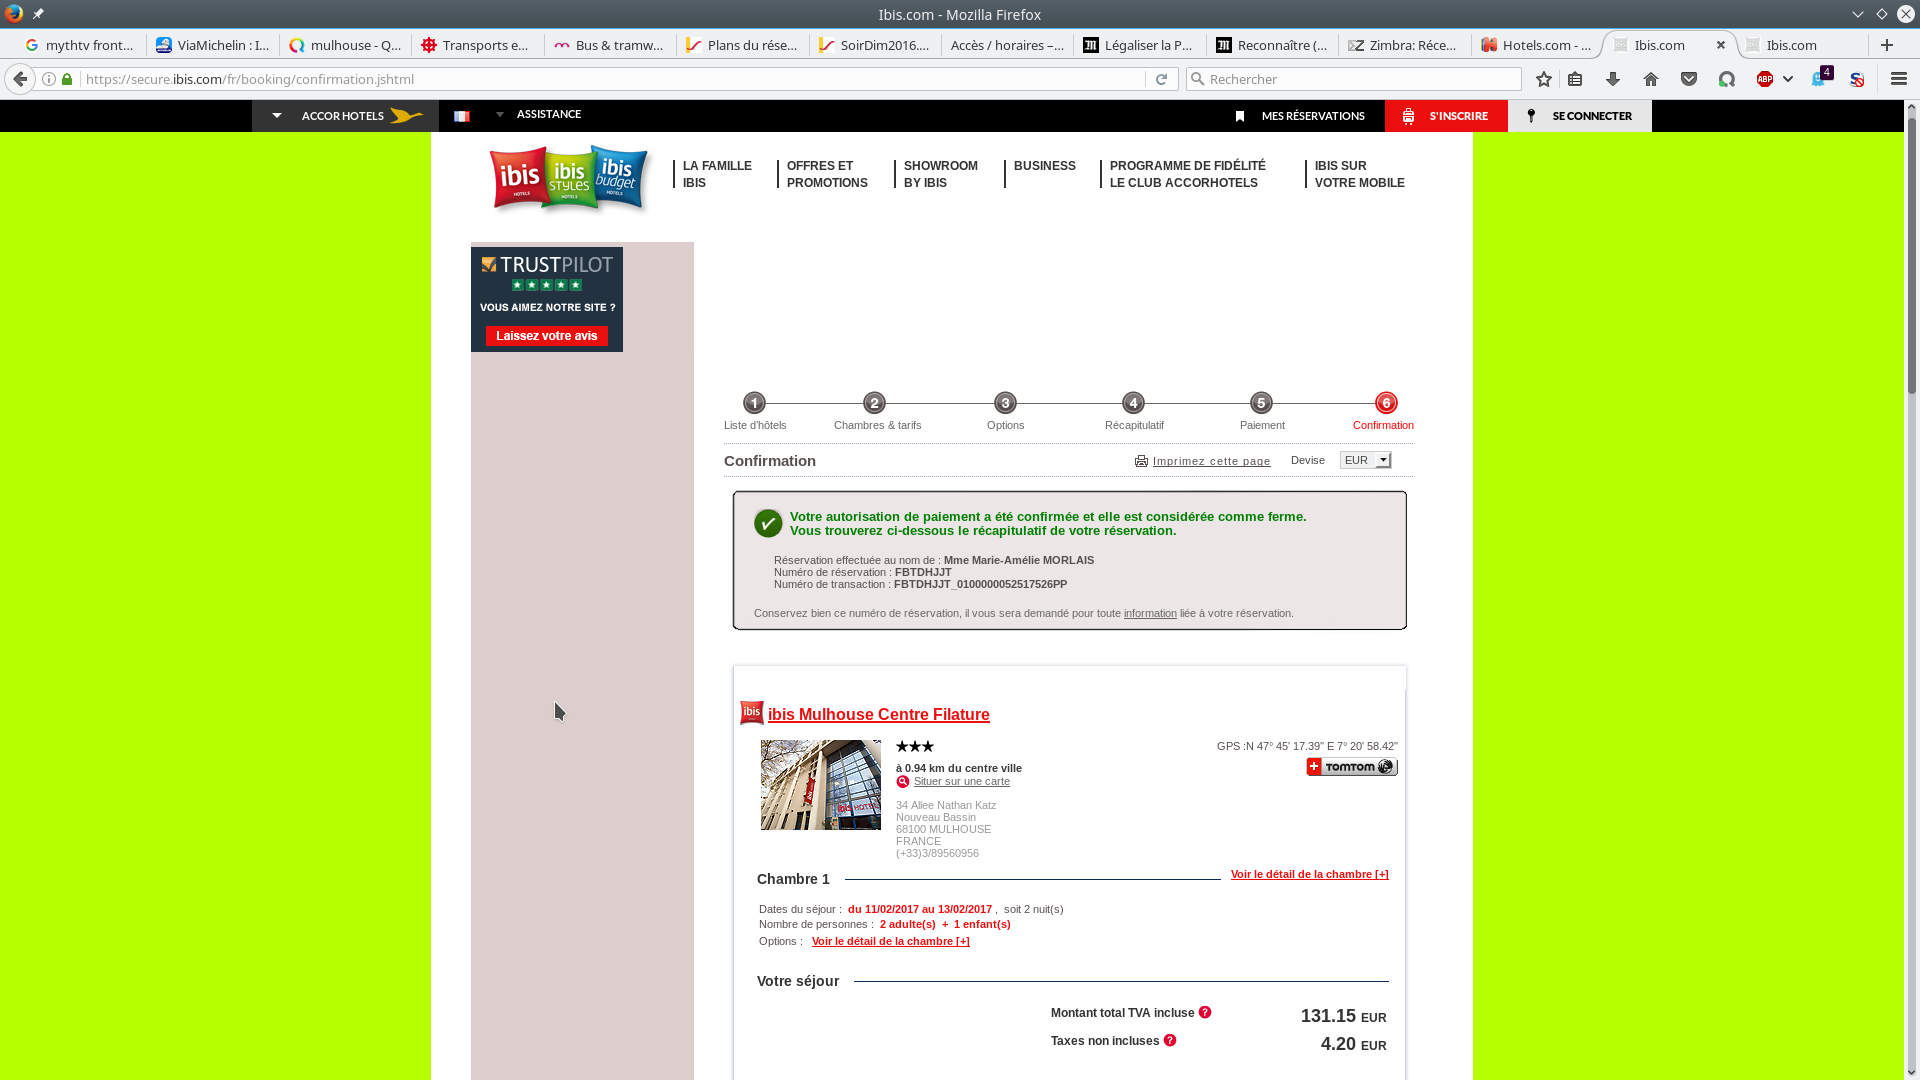 Ibis.com - Mozilla Firefox
mythtv front...
ViaMichelin : I...
mulhouse - Q...
Transports e...
Bus & tramw...
Plans du rése...
SoirDim2016....
Accès / horaires –...
Légaliser la P...
Reconnaître (...
Zimbra: Réce...
Hotels.com - ...
Ibis.com
Ibis.com
https://secure.ibis.com/fr/booking/confirmation.jshtml
Rechercher
ABP
4
ACCOR HOTELS
ASSISTANCE
MES RÉSERVATIONS
S'INSCRIRE
SE CONNECTER
ibis
HOTELS
ibis
STYLES
HOTELS
ibis
budget
HOTELS
LA FAMILLE
IBIS
OFFRES ET
PROMOTIONS
SHOWROOM
BY IBIS
BUSINESS
PROGRAMME DE FIDÉLITÉ
LE CLUB ACCORHOTELS
IBIS SUR
VOTRE MOBILE
TRUSTPILOT
VOUS AIMEZ NOTRE SITE ?
Laissez votre avis
1
2
3
4
5
6
Liste d'hôtels
Chambres & tarifs
Options
Récapitulatif
Paiement
Confirmation
Confirmation
Imprimez cette page
Devise
EUR
Votre autorisation de paiement a été confirmée et elle est considérée comme ferme.
Vous trouverez ci-dessous le récapitulatif de votre réservation.
Réservation effectuée au nom de : Mme Marie-Amélie MORLAIS
Numéro de réservation : FBTDHJJT
Numéro de transaction : FBTDHJJT_0100000052517526PP
Conservez bien ce numéro de réservation, il vous sera demandé pour toute information liée à votre réservation.
ibis
ibis Mulhouse Centre Filature
GPS :N 47° 45' 17.39" E 7° 20' 58.42"
TOMTOM
à 0.94 km du centre ville
Situer sur une carte
34 Allee Nathan Katz
Nouveau Bassin
68100 MULHOUSE
FRANCE
(+33)3/89560956
Chambre 1
Voir le détail de la chambre [+]
Dates du séjour : du 11/02/2017 au 13/02/2017 , soit 2 nuit(s)
Nombre de personnes : 2 adulte(s) + 1 enfant(s)
Options : Voir le détail de la chambre [+]
Votre séjour
Montant total TVA incluse ?
131.15 EUR
Taxes non incluses ?
4.20 EUR